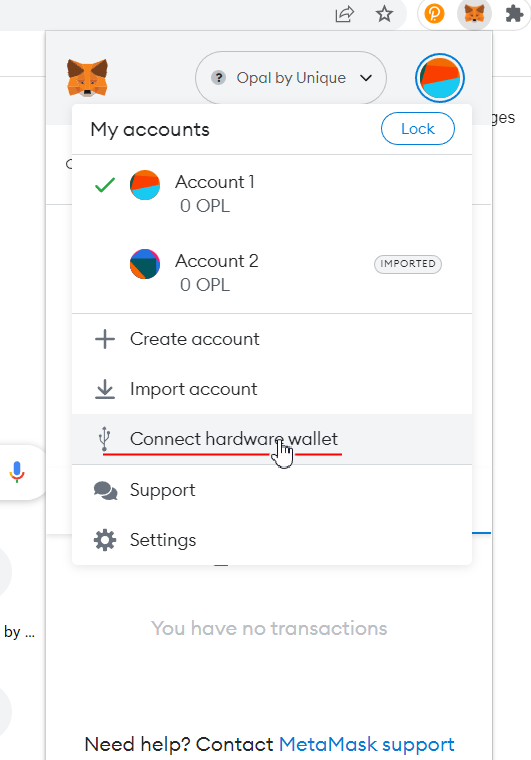 Opal by Unique
ges
My accounts
Lock
Account 1
0 OPL
Account 2
IMPORTED
0 OPL
Create account
Import account
Connect hardware wallet
Support
Settings
You have no transactions
by ...
Need help? Contact MetaMask support